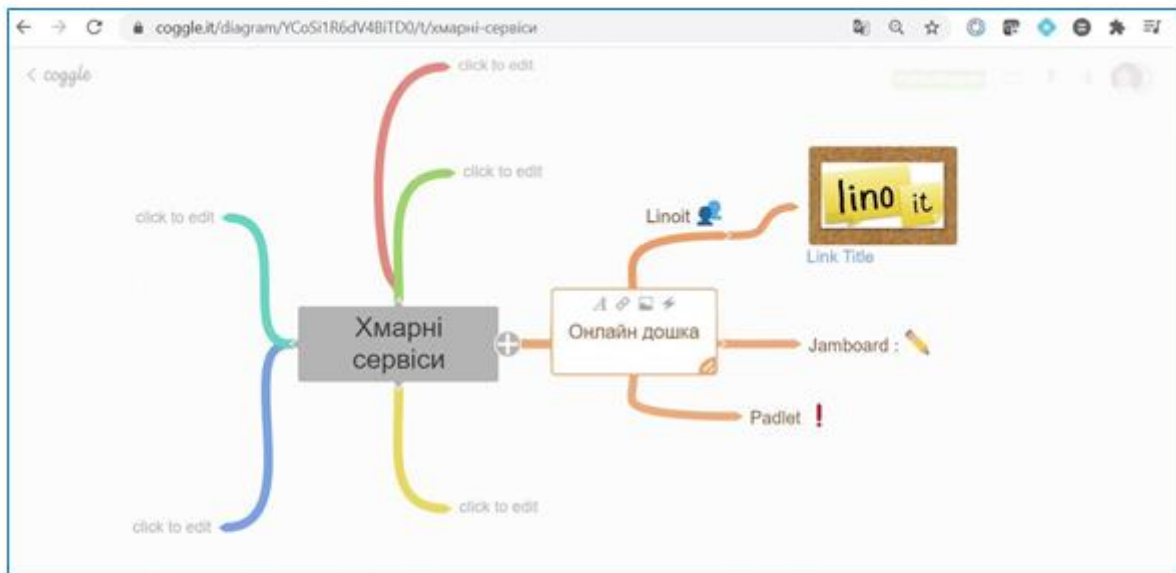 coggle.it/diagram/YCoSi1R6dV4BiTD0/t/хмарні-сервіси
coggle
click to edit
click to edit
click to edit
Linoit
lino it
Link Title
Хмарні
сервіси
Онлайн дошка
Jamboard :
Padlet
click to edit
click to edit